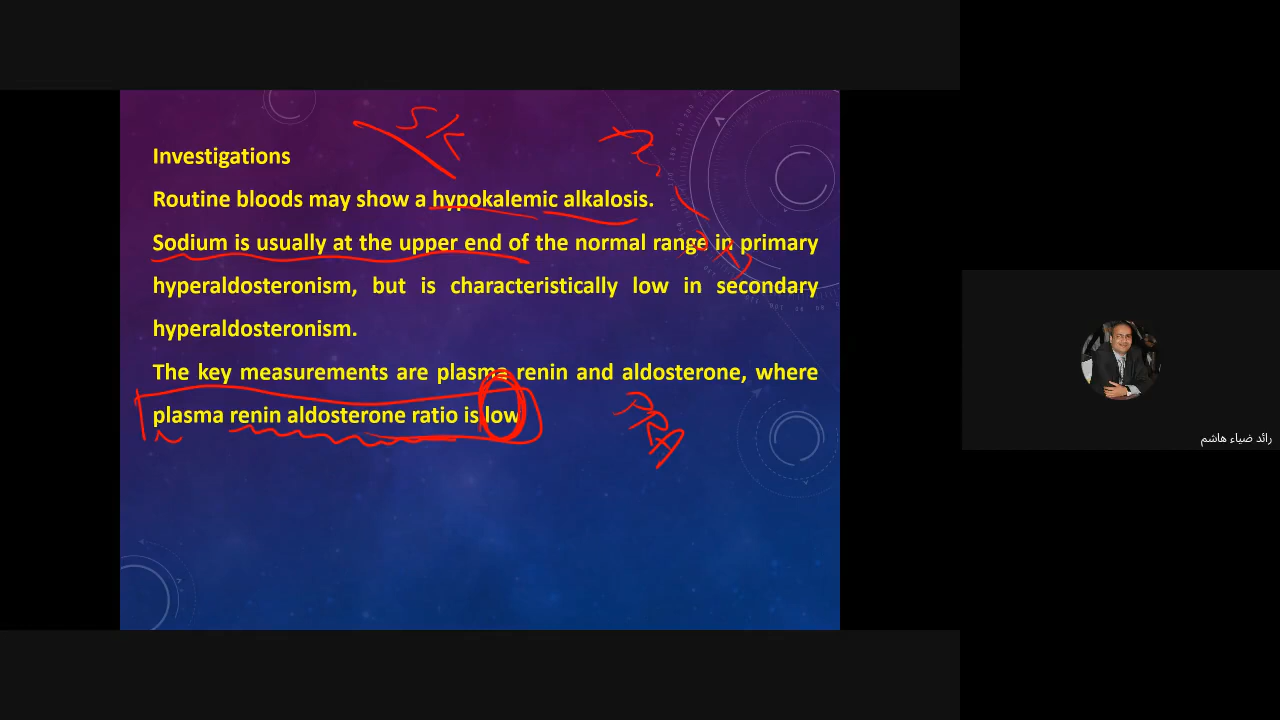 SK
Investigations
Routine bloods may show a hypokalemic alkalosis.
Sodium is usually at the upper end of the normal range in primary
hyperaldosteronism, but is characteristically low in secondary
hyperaldosteronism.
The key measurements are plasma renin and aldosterone, where
plasma renin aldosterone ratio is low
PRA
رائد ضياء هاشم